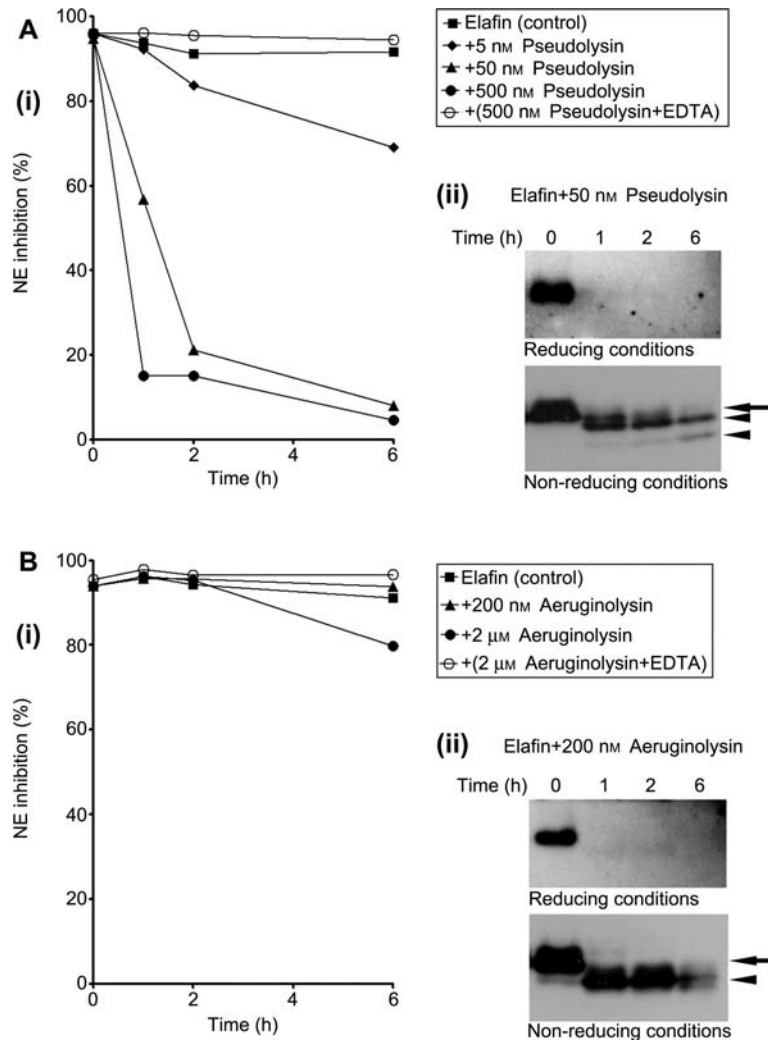 A
(i)
NE inhibition (%)
100
80
60
40
20
0
0
2
4
6
Time (h)
Elafin (control)
+5 nM Pseudolysin
+50 nM Pseudolysin
+500 nM Pseudolysin
+(500 nM Pseudolysin+EDTA)
(ii) Elafin+50 nM Pseudolysin
Time (h) 0 1 2 6
Reducing conditions
Non-reducing conditions
B
(i)
NE inhibition (%)
100
80
60
40
20
0
0
2
4
6
Time (h)
Elafin (control)
+200 nM Aeruginolysin
+2 μM Aeruginolysin
+(2 μM Aeruginolysin+EDTA)
(ii) Elafin+200 nM Aeruginolysin
Time (h) 0 1 2 6
Reducing conditions
Non-reducing conditions